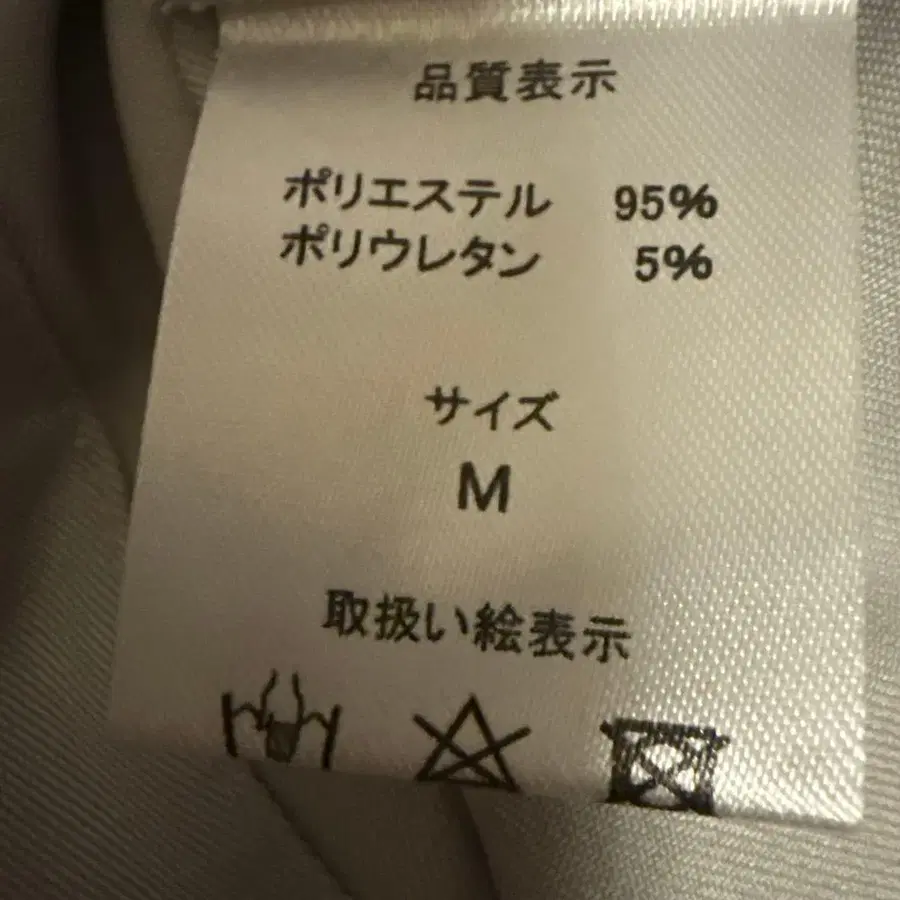 品質表示
ポリエステル 95%
ポリウレタン 5%
サイズ
M
取扱い絵表示